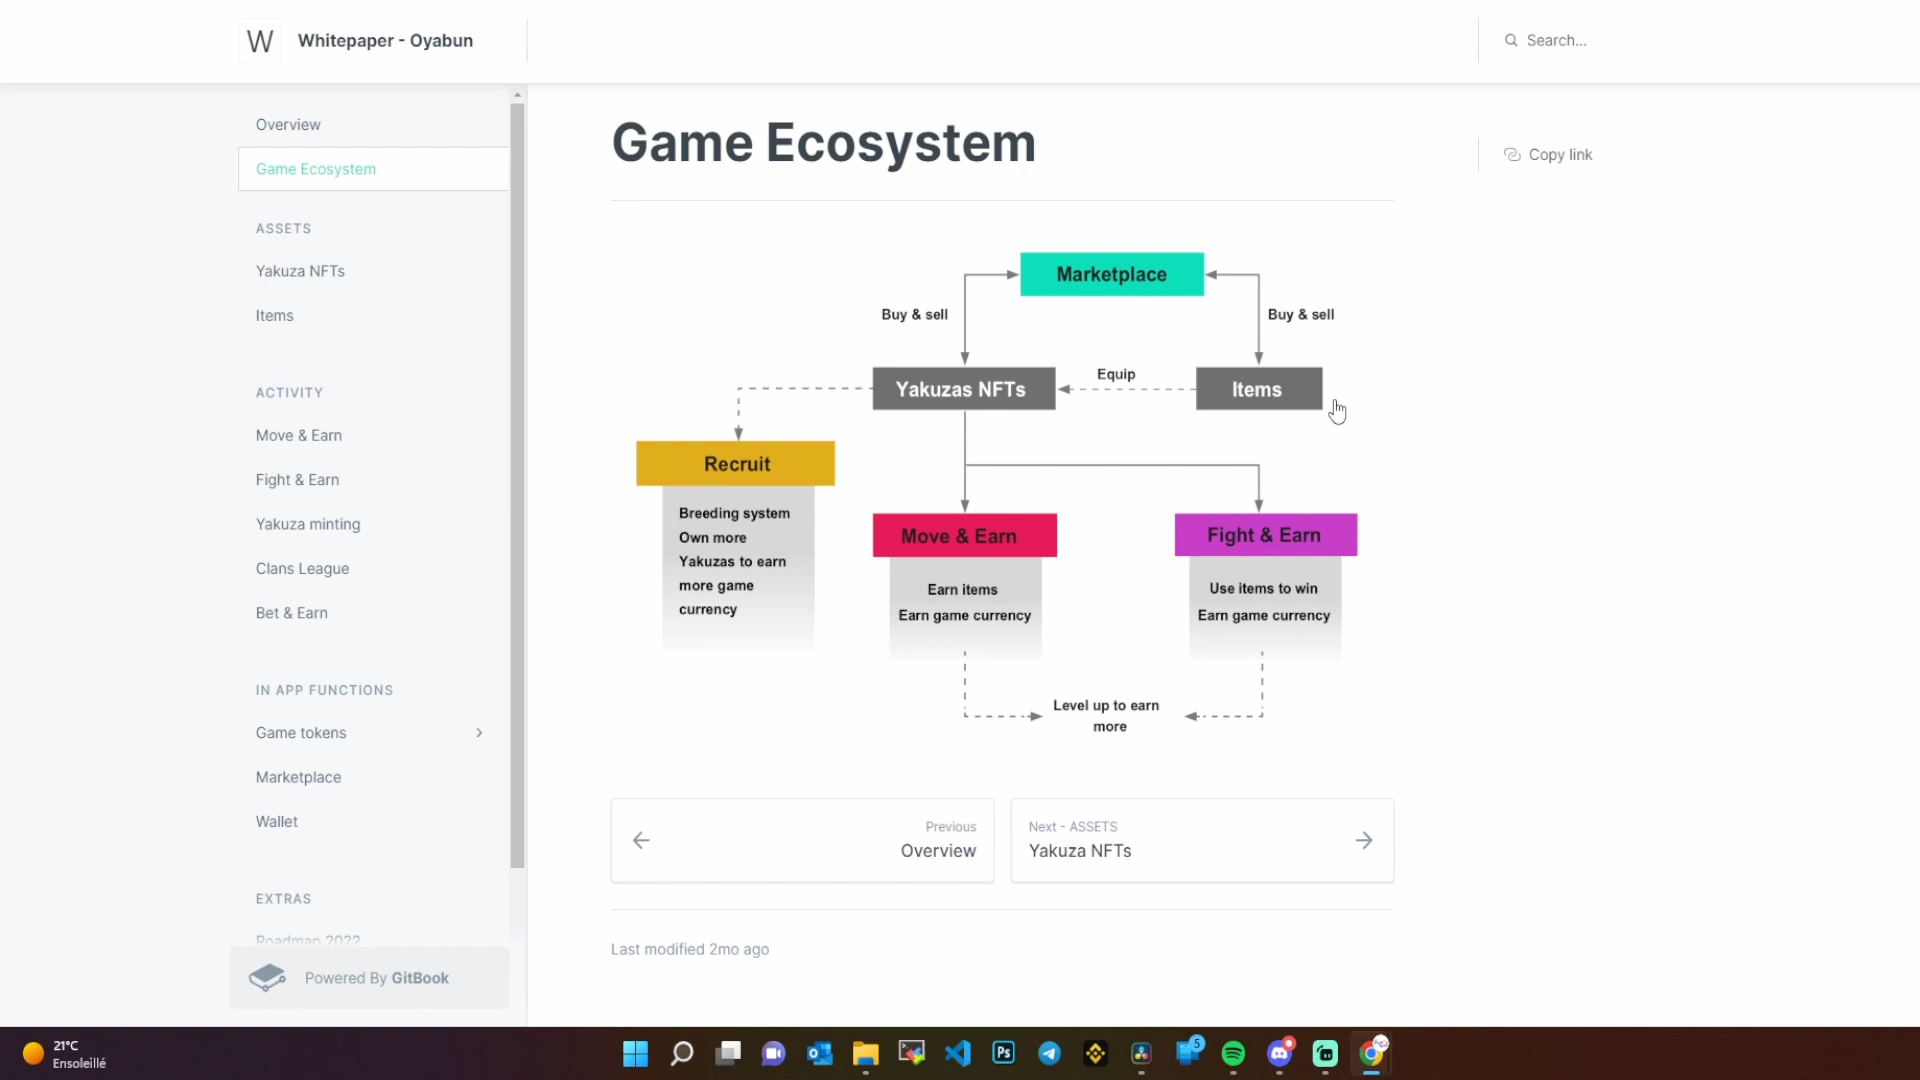 W Whitepaper - Oyabun
Search...
Overview
Game Ecosystem
ASSETS
Yakuza NFTs
Items
ACTIVITY
Move & Earn
Fight & Earn
Yakuza minting
Clans League
Bet & Earn
IN APP FUNCTIONS
Game tokens
Marketplace
Wallet
EXTRAS
Roadmap 2022
Powered By GitBook
Game Ecosystem
Copy link
Marketplace
Buy & sell
Buy & sell
Yakuzas NFTs
Equip
Items
Recruit
Breeding system
Own more
Yakuzas to earn
more game
currency
Move & Earn
Earn items
Earn game currency
Fight & Earn
Use items to win
Earn game currency
Level up to earn
more
Previous
Overview
Next - ASSETS
Yakuza NFTs
Last modified 2mo ago
21°C
Ensoleillé
Ps
5